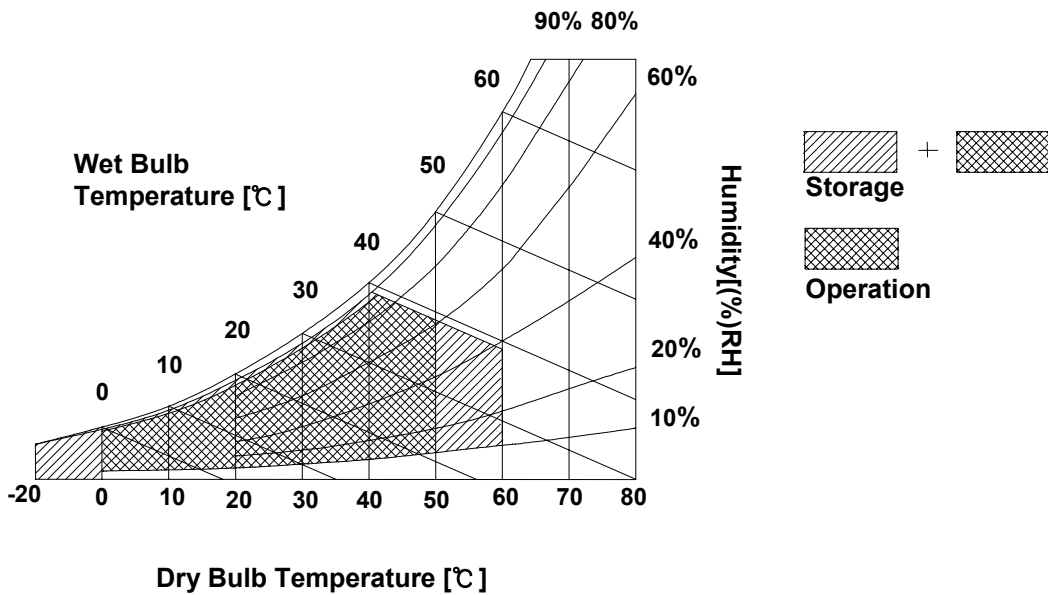 90% 80%
60
60%
50
Wet Bulb
Temperature [℃]
40
40%
30
20
20%
10
10%
0
Humidity[(%)RH]
-20 0 10 20 30 40 50 60 70 80
Dry Bulb Temperature [℃]
+
Storage
Operation